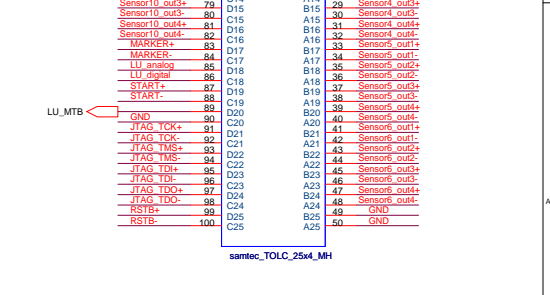 Sensor10_out3+ 79 D15 B15 29 Sensor4_out3+
Sensor10_out3- 80 C15 A15 30 Sensor4_out3-
Sensor10_out4+ 81 D16 B16 31 Sensor4_out4+
Sensor10_out4- 82 C16 A16 32 Sensor4_out4-
MARKER+ 83 D17 B17 33 Sensor5_out1+
MARKER- 84 C17 A17 34 Sensor5_out1-
LU_analog 85 D18 B18 35 Sensor5_out2+
LU_digital 86 C18 A18 36 Sensor5_out2-
START+ 87 D19 B19 37 Sensor5_out3+
START- 88 C19 A19 38 Sensor5_out3-
LU_MTB 89 D20 B20 39 Sensor5_out4+
GND 90 C20 A20 40 Sensor5_out4-
JTAG_TCK+ 91 D21 B21 41 Sensor6_out1+
JTAG_TCK- 92 C21 A21 42 Sensor6_out1-
JTAG_TMS+ 93 D22 B22 43 Sensor6_out2+
JTAG_TMS- 94 C22 A22 44 Sensor6_out2-
JTAG_TDI+ 95 D23 B23 45 Sensor6_out3+
JTAG_TDI- 96 C23 A23 46 Sensor6_out3-
JTAG_TDO+ 97 D24 B24 47 Sensor6_out4+
JTAG_TDO- 98 C24 A24 48 Sensor6_out4-
RSTB+ 99 D25 B25 49 GND
RSTB- 100 C25 A25 50 GND
samtec_TOLC_25x4_MH
A